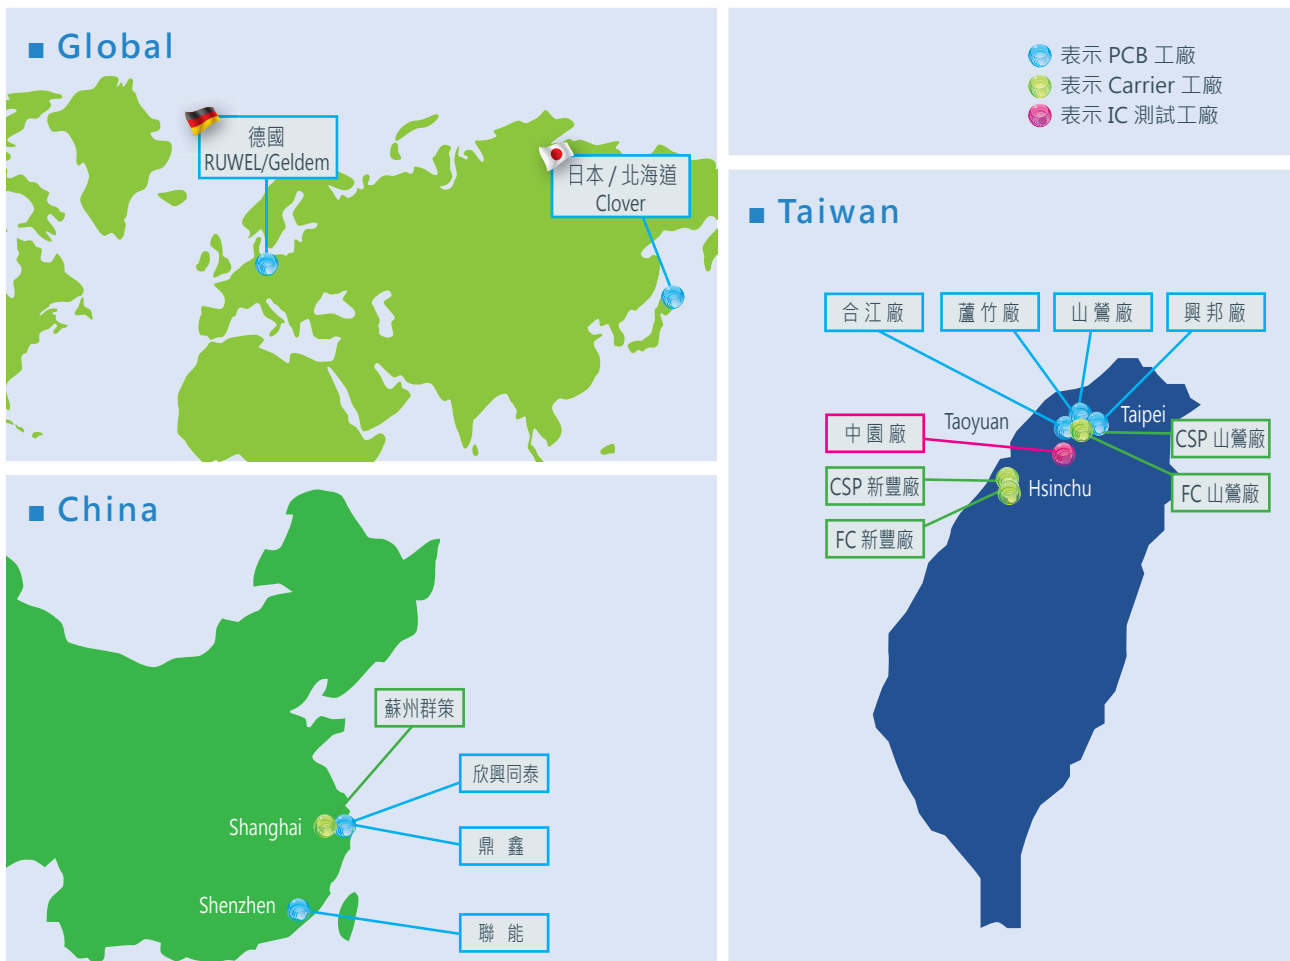 Global
德國
RUWEL/Geldem
日本 / 北海道
Clover
表示 PCB 工廠
表示 Carrier 工廠
表示 IC 測試工廠
Taiwan
合江廠
蘆竹廠
山鶯廠
興邦廠
中園廠
Taoyuan
Taipei
CSP 山鶯廠
CSP 新豐廠
Hsinchu
FC 山鶯廠
FC 新豐廠
China
蘇州群策
欣興同泰
Shanghai
鼎鑫
Shenzhen
聯能